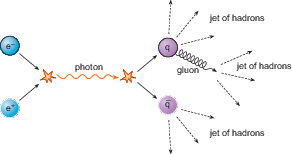 jet of hadrons
e⁻
q
photon
gluon
jet of hadrons
e⁺
q̄
jet of hadrons